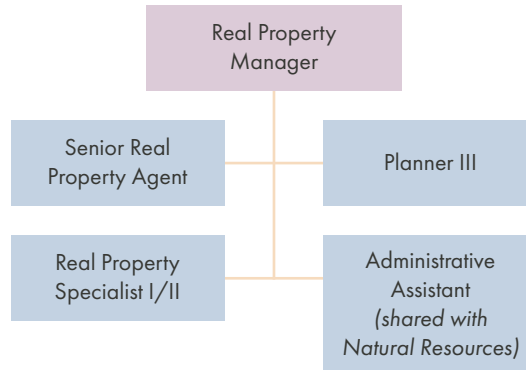 Real Property
Manager
Senior Real
Property Agent
Planner III
Real Property
Specialist I/II
Administrative
Assistant
(shared with
Natural Resources)